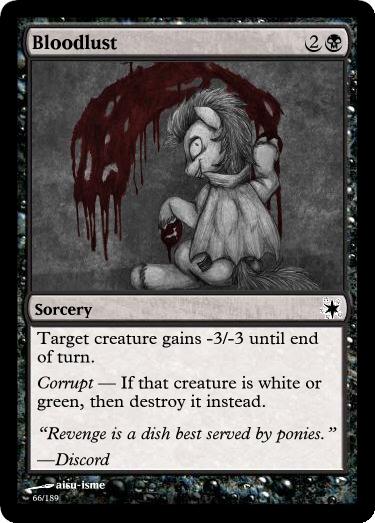 Bloodlust 2
Sorcery
Target creature gains -3/-3 until end
of turn.
Corrupt — If that creature is white or
green, then destroy it instead.
“Revenge is a dish best served by ponies.”
—Discord
aisu-isme
66/189